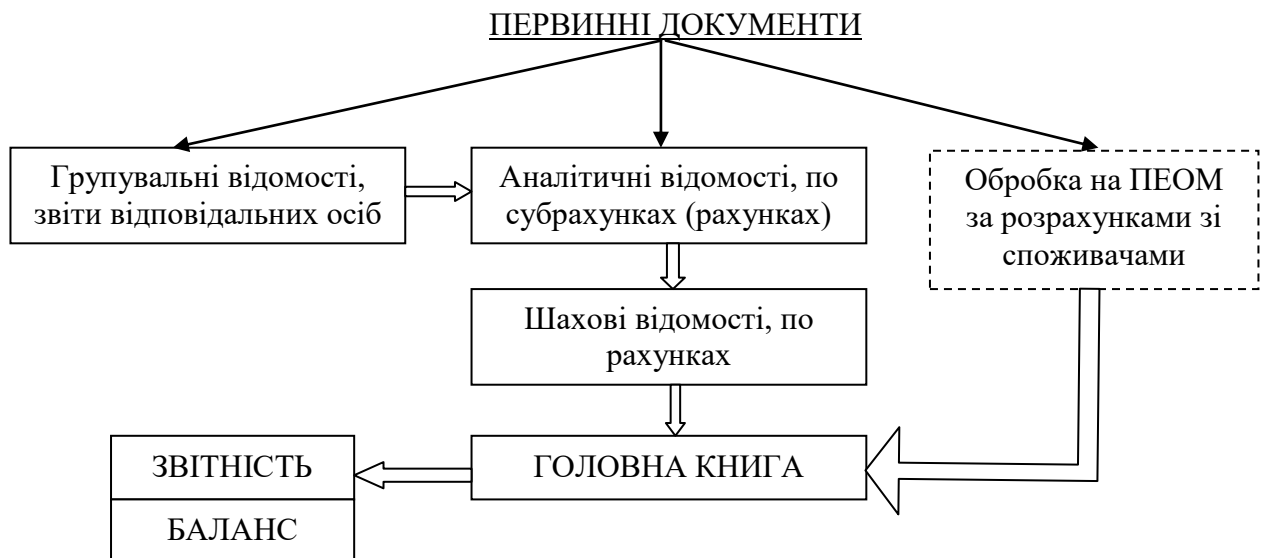 ПЕРВИННІ ДОКУМЕНТИ
Групувальні відомості,
звіти відповідальних осіб
Аналітичні відомості, по
субрахунках (рахунках)
Обробка на ПЕОМ
за розрахунками зі
споживачами
Шахові відомості, по
рахунках
ЗВІТНІСТЬ
БАЛАНС
ГОЛОВНА КНИГА